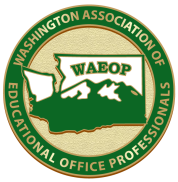 WASHINGTON ASSOCIATION OF
WAEOP
EDUCATIONAL OFFICE PROFESSIONALS